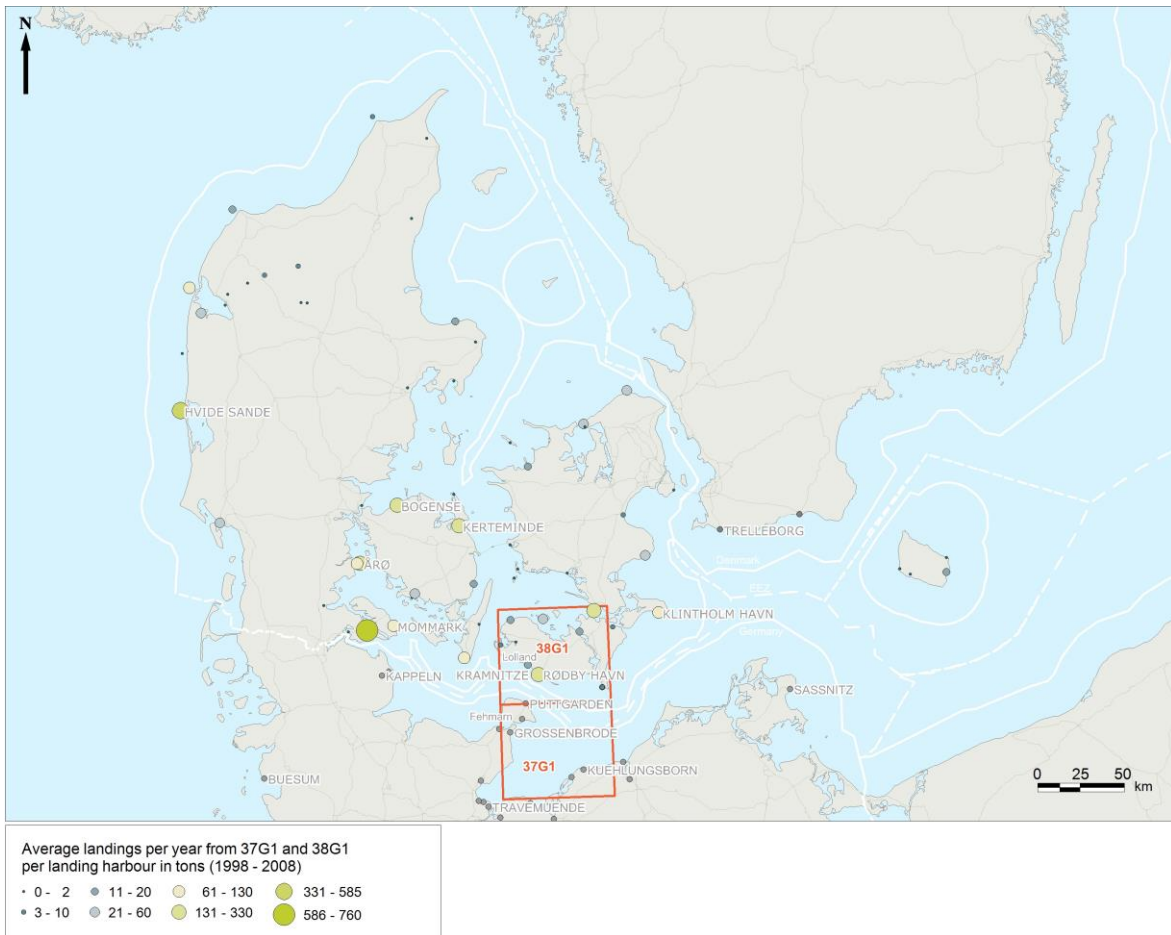 N
HVIDE SANDE
BOGENSE
KERTEMINDE
TRELLEBORG
ARØ
Denmark
EEZ
MOMMARK
KLINTHOLM HAVN
Germany
38G1
Lolland
KAPPELN
KRAMNITZE
RØDBY HAVN
SASSNITZ
PUTTGARDEN
Fehmarn
GROSSENBRODE
37G1
KUEHLUNGSBORN
BUESUM
0 25 50
km
TRAVEMUENDE
Average landings per year from 37G1 and 38G1
per landing harbour in tons (1998 - 2008)
0 - 2 11 - 20 61 - 130 331 - 585
3 - 10 21 - 60 131 - 330 586 - 760